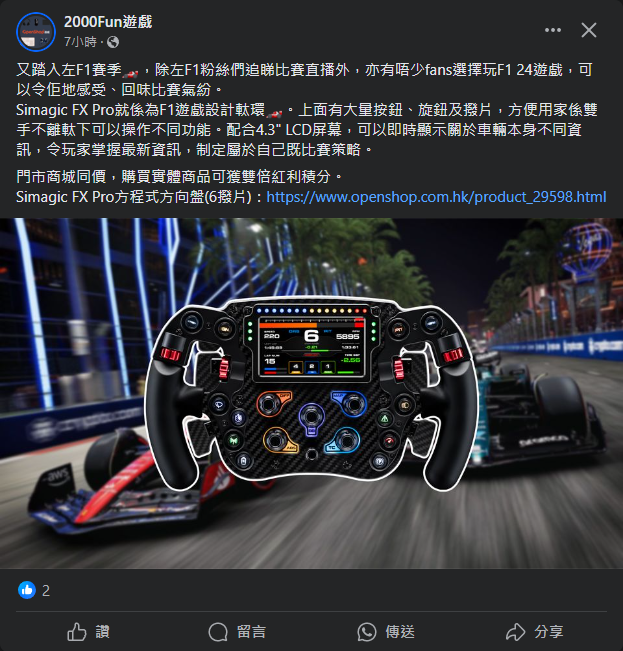 2000Fun遊戲
7小時
又踏入左F1賽季🏎️，除左F1粉絲們追睇比賽直播外，亦有唔少fans選擇玩F1 24遊戲，可
以令佢地感受、回味比賽氣紛。
Simagic FX Pro就係為F1遊戲設計軚環🏎️。上面有大量按鈕、旋鈕及撥片，方便用家係雙
手不離軚下可以操作不同功能。配合4.3" LCD屏幕，可以即時顯示關於車輛本身不同資
訊，令玩家掌握最新資訊，制定屬於自己既比賽策略。
門市商城同價，購買實體商品可獲雙倍紅利積分。
Simagic FX Pro方程式方向盤(6撥片)：https://www.openshop.com.hk/product_29598.html
220
6
5895
15
4 2 1
-2.56
aws
2
讚
留言
傳送
分享